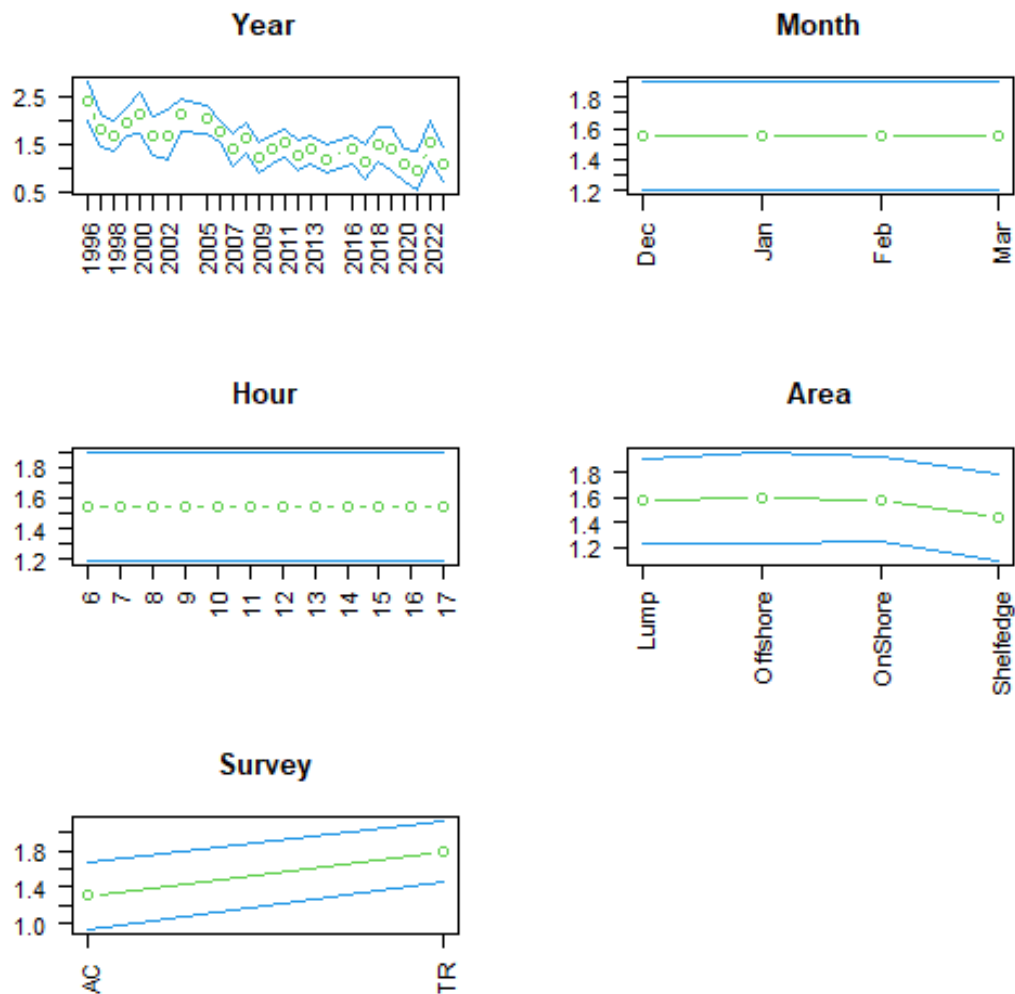 Year
2.5
1.5
0.5
1996
1998
2000
2002
2005
2007
2009
2011
2013
2016
2018
2020
2022
Month
1.8
1.6
1.4
1.2
Dec
Jan
Feb
Mar
Hour
1.8
1.6
1.4
1.2
6
7
8
9
10
11
12
13
14
15
16
17
Area
1.8
1.6
1.4
1.2
Lump
Offshore
OnShore
Shelfedge
Survey
1.8
1.4
1.0
AC
TR